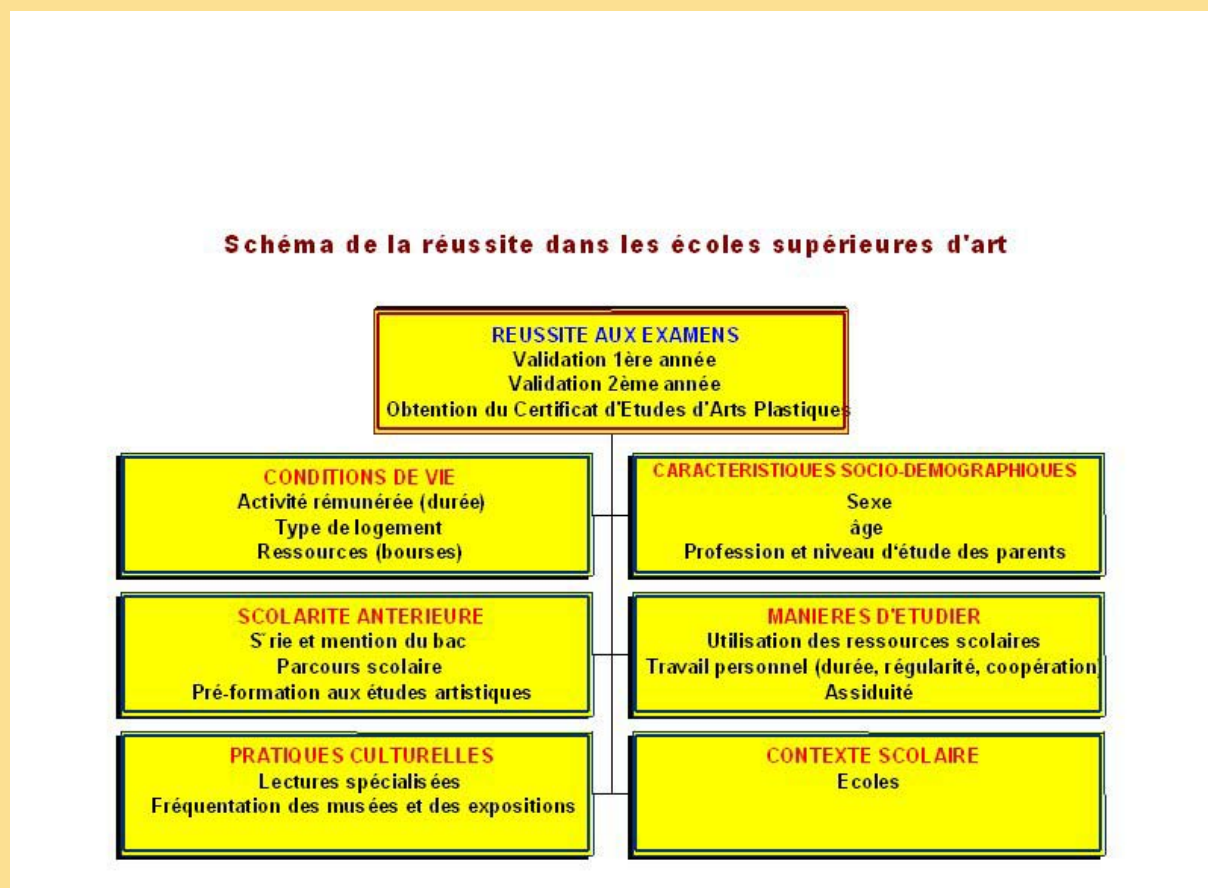 Schéma de la réussite dans les écoles supérieures d'art
REUSSITE AUX EXAMENS
Validation 1ère année
Validation 2ème année
Obtention du Certificat d'Etudes d'Arts Plastiques
CONDITIONS DE VIE
Activité rémunérée (durée)
Type de logement
Ressources (bourses)
CARACTERISTIQUES SOCIO-DEMOGRAPHIQUES
Sexe
âge
Profession et niveau d'étude des parents
SCOLARITE ANTERIEURE
S´rie et mention du bac
Parcours scolaire
Pré-formation aux études artistiques
MANIERES D'ETUDIER
Utilisation des ressources scolaires
Travail personnel (durée, régularité, coopération)
Assiduité
PRATIQUES CULTURELLES
Lectures spécialisées
Fréquentation des musées et des expositions
CONTEXTE SCOLAIRE
Ecoles